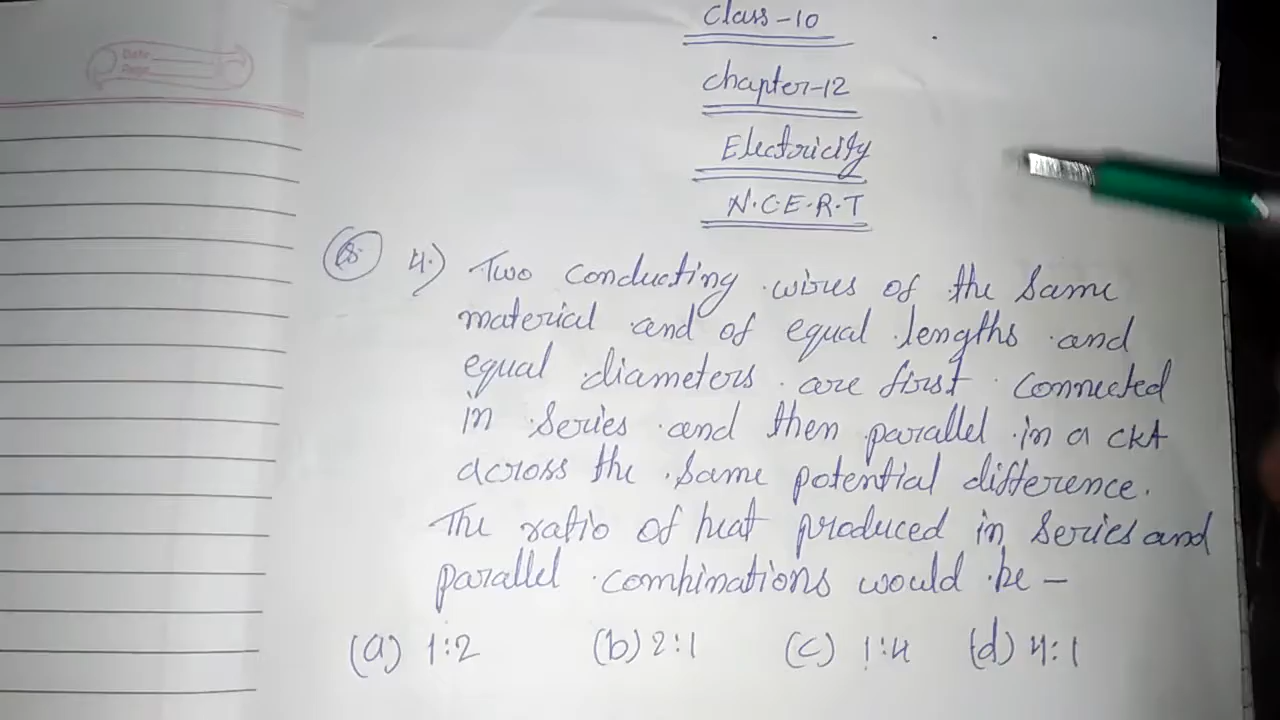 Date
Page
Class-10
Chapter-12
Electricity
N.C.E.R.T
4.) Two conducting wires of the same
material and of equal lengths and
equal diameters are first connected
in series and then parallel in a ckt
across the same potential difference.
The ratio of heat produced in series and
parallel combinations would be –
(a) 1:2 (b) 2:1 (c) 1:4 (d) 4:1